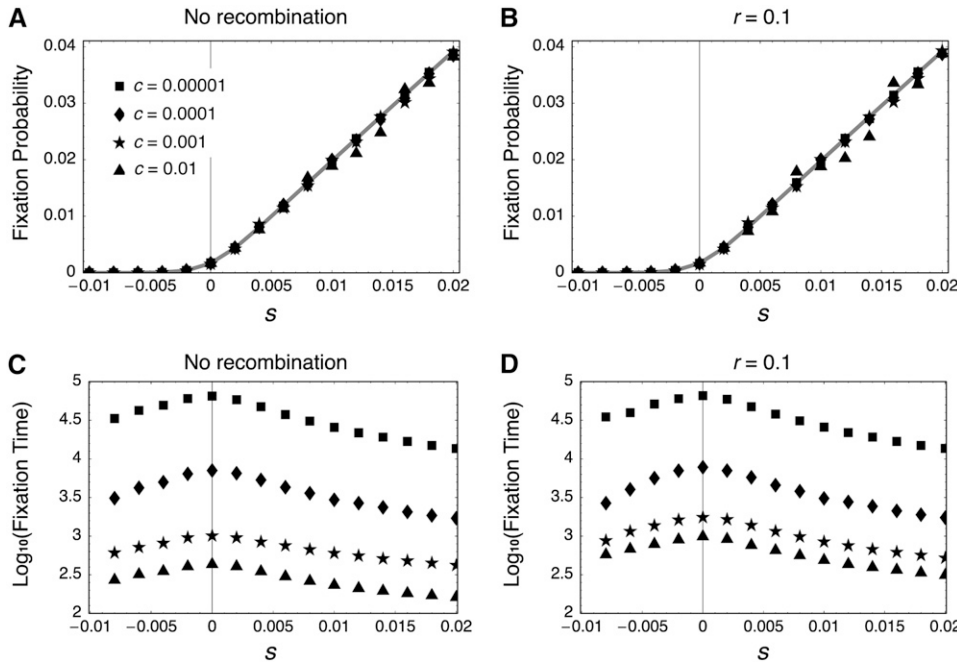 A
No recombination
Fixation Probability
0.04
0.03
0.02
0.01
0
c = 0.00001
c = 0.0001
c = 0.001
c = 0.01
−0.01 −0.005 0 0.005 0.01 0.015 0.02
s
B
r = 0.1
Fixation Probability
0.04
0.03
0.02
0.01
0
−0.01 −0.005 0 0.005 0.01 0.015 0.02
s
C
No recombination
Log₁₀(Fixation Time)
5
4.5
4
3.5
3
2.5
2
−0.01 −0.005 0 0.005 0.01 0.015 0.02
s
D
r = 0.1
Log₁₀(Fixation Time)
5
4.5
4
3.5
3
2.5
2
−0.01 −0.005 0 0.005 0.01 0.015 0.02
s